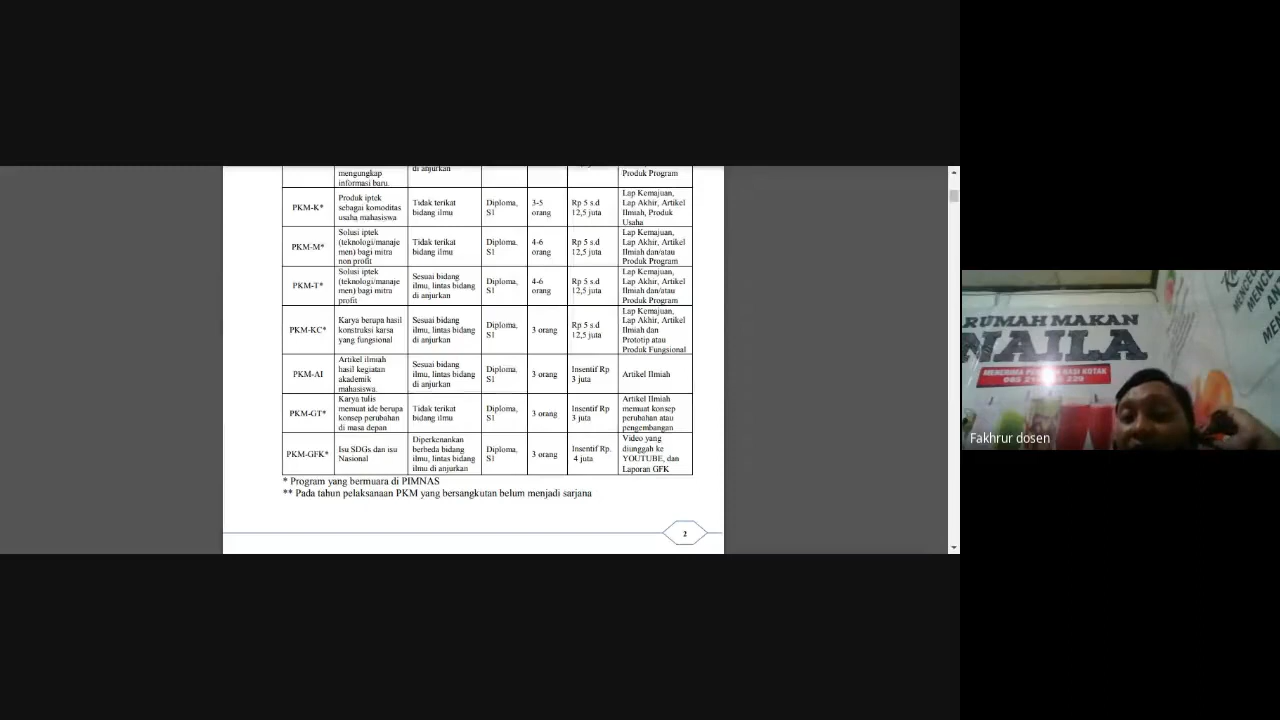 mengungkap
informasi baru.
di anjurkan
Produk Program
PKM-K*
Produk iptek
sebagai komoditas
usaha mahasiswa
Tidak terikat
bidang ilmu
Diploma,
S1
3-5
orang
Rp 5 s.d
12,5 juta
Lap Kemajuan,
Lap Akhir, Artikel
Ilmiah, Produk
Usaha
PKM-M*
Solusi iptek
(teknologi/manaje
men) bagi mitra
non profit
Tidak terikat
bidang ilmu
Diploma,
S1
4-6
orang
Rp 5 s.d
12,5 juta
Lap Kemajuan,
Lap Akhir, Artikel
Ilmiah dan/atau
Produk Program
PKM-T*
Solusi iptek
(teknologi/manaje
men) bagi mitra
profit
Sesuai bidang
ilmu, lintas bidang
di anjurkan
Diploma,
S1
4-6
orang
Rp 5 s.d
12,5 juta
Lap Kemajuan,
Lap Akhir, Artikel
Ilmiah dan/atau
Produk Program
PKM-KC*
Karya berupa hasil
konstruksi karsa
yang fungsional
Sesuai bidang
ilmu, lintas bidang
di anjurkan
Diploma,
S1
3 orang
Rp 5 s.d
12,5 juta
Lap Kemajuan,
Lap Akhir, Artikel
Ilmiah dan
Prototip atau
Produk Fungsional
PKM-AI
Artikel ilmiah
hasil kegiatan
akademik
mahasiswa.
Sesuai bidang
ilmu, lintas bidang
di anjurkan
Diploma,
S1
3 orang
Insentif Rp
3 juta
Artikel Ilmiah
PKM-GT*
Karya tulis
memuat ide berupa
konsep perubahan
di masa depan
Tidak terikat
bidang ilmu
Diploma,
S1
3 orang
Insentif Rp
3 juta
Artikel Ilmiah
memuat konsep
perubahan atau
pengembangan
PKM-GFK*
Isu SDGs dan isu
Nasional
Diperkenankan
berbeda bidang
ilmu, lintas bidang
ilmu di anjurkan
Diploma,
S1
3 orang
Insentif Rp.
4 juta
Video yang
diunggah ke
YOUTUBE, dan
Laporan GFK
* Program yang bermuara di PIMNAS
** Pada tahun pelaksanaan PKM yang bersangkutan belum menjadi sarjana
2
RUMAH MAKAN
NAILA
MENERIMA PESANAN NASI KOTAK
Fakhrur dosen